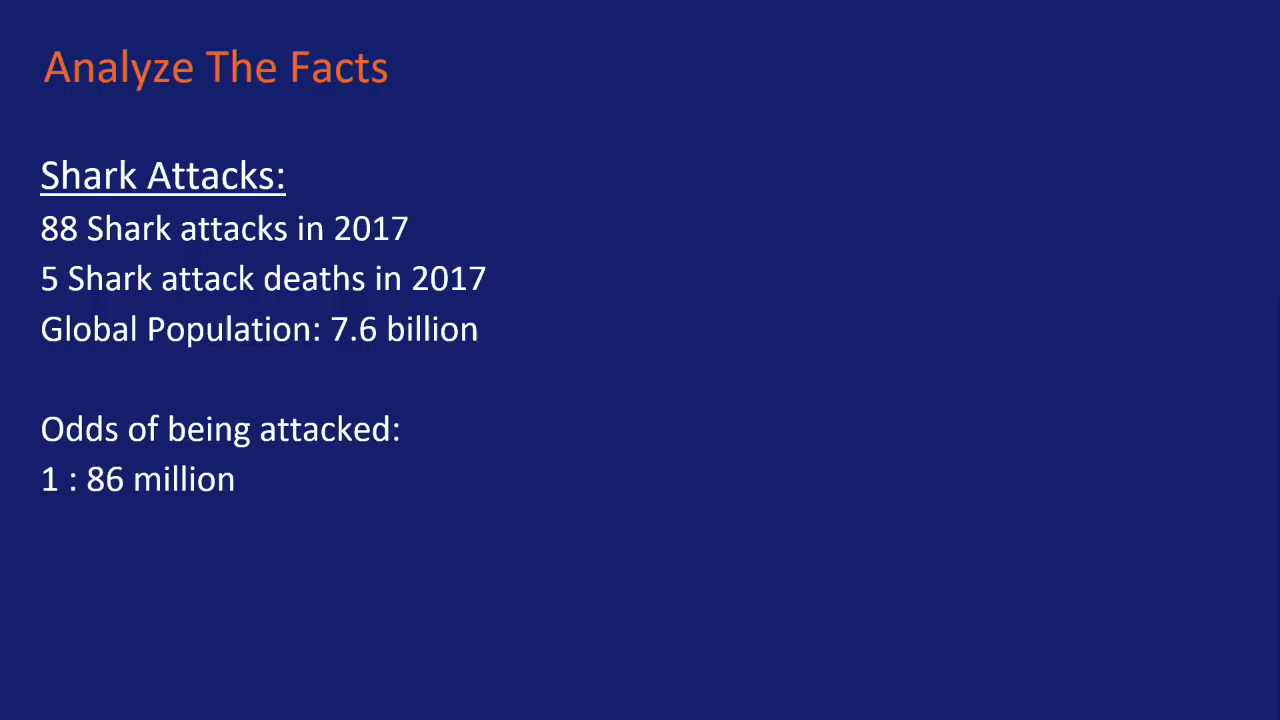 Analyze The Facts
Shark Attacks:
88 Shark attacks in 2017
5 Shark attack deaths in 2017
Global Population: 7.6 billion
Odds of being attacked:
1 : 86 million